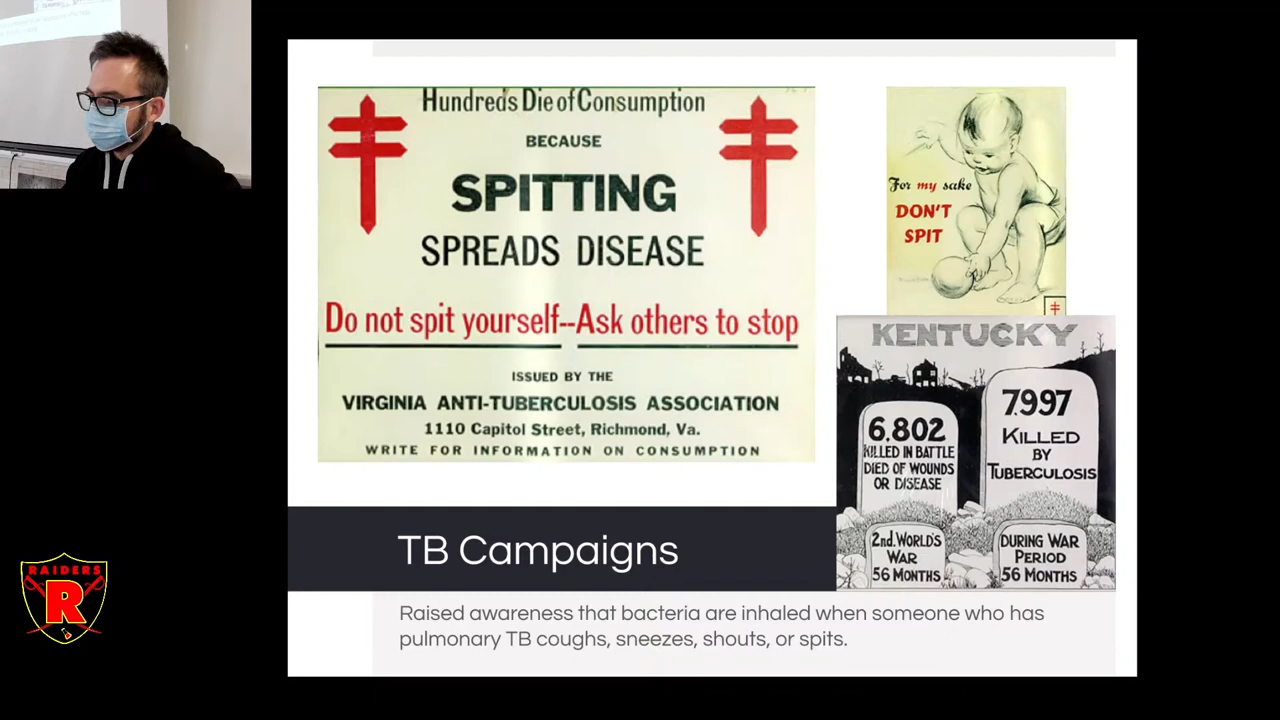 Hundreds Die of Consumption
BECAUSE
SPITTING
SPREADS DISEASE
Do not spit yourself--Ask others to stop
ISSUED BY THE
VIRGINIA ANTI-TUBERCULOSIS ASSOCIATION
1110 Capitol Street, Richmond, Va.
WRITE FOR INFORMATION ON CONSUMPTION
For my sake
DON'T
SPIT
KENTUCKY
6.802
KILLED IN BATTLE
DIED OF WOUNDS
OR DISEASE
2nd. WORLD'S
WAR
56 MONTHS
7.997
KILLED
BY
TUBERCULOSIS
DURING WAR
PERIOD
56 MONTHS
TB Campaigns
Raised awareness that bacteria are inhaled when someone who has
pulmonary TB coughs, sneezes, shouts, or spits.
RAIDERS
R